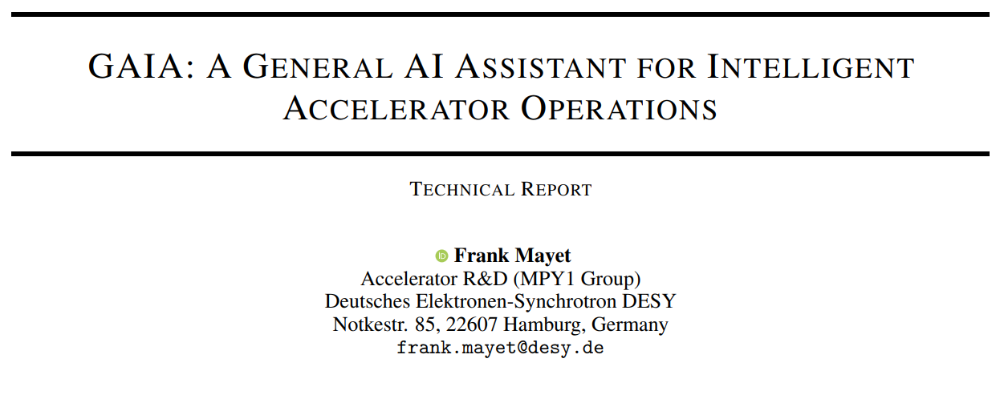 GAIA: A GENERAL AI ASSISTANT FOR INTELLIGENT
ACCELERATOR OPERATIONS
TECHNICAL REPORT
iD Frank Mayet
Accelerator R&D (MPY1 Group)
Deutsches Elektronen-Synchrotron DESY
Notkestr. 85, 22607 Hamburg, Germany
frank.mayet@desy.de